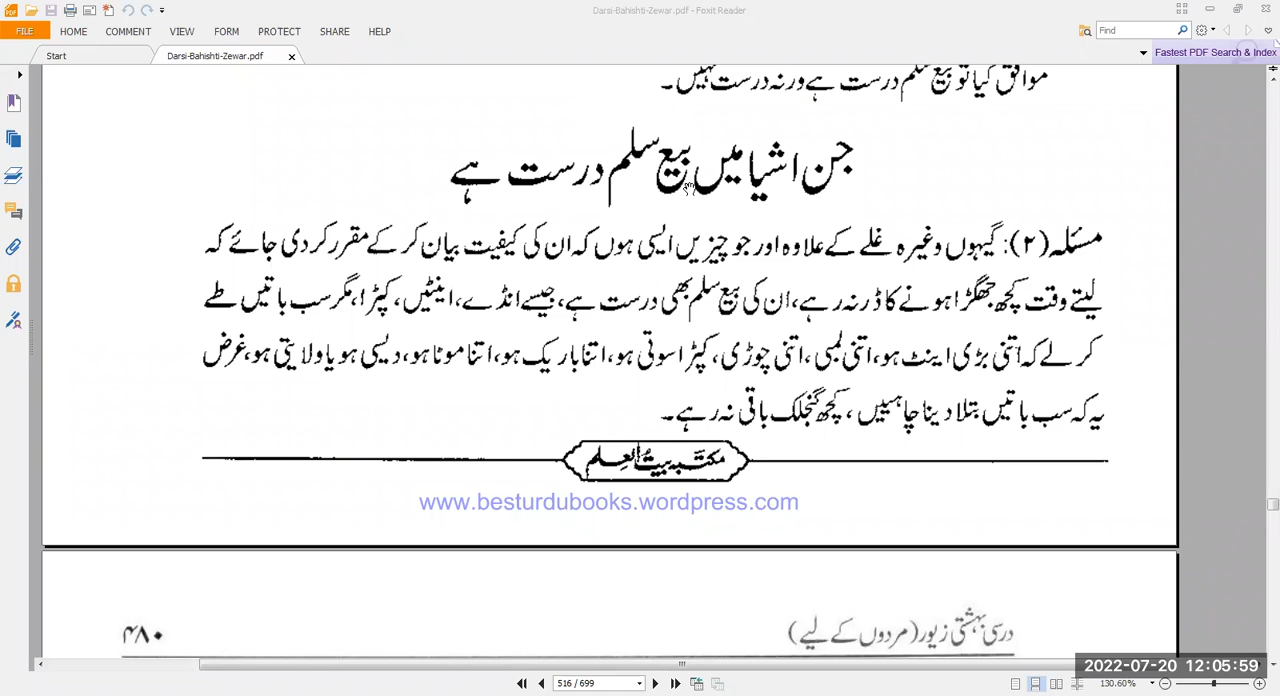 Darsi-Bahishti-Zewar.pdf - Foxit Reader
FILE HOME COMMENT VIEW FORM PROTECT SHARE HELP
Find
Start Darsi-Bahishti-Zewar.pdf
Fastest PDF Search & Index
موافق کیا تو بیع سلم درست ہے ورنہ درست نہیں۔
جن اشیا میں بیع سلم درست ہے
مسئلہ (۲): گیہوں وغیرہ غلے کے علاوہ اور جو چیزیں ایسی ہوں کہ ان کی کیفیت بیان کر کے مقرر کر دی جائے کہ
لیتے وقت کچھ جھگڑا ہونے کا ڈر نہ رہے، ان کی بیع سلم بھی درست ہے، جیسے انڈے، اینٹیں، کپڑا، مگر سب باتیں طے
کر لے کہ اتنی بڑی اینٹ ہو، اتنی لمبی، اتنی چوڑی، کپڑا سوتی ہو، اتنا باریک ہو، اتنا موٹا ہو، دیسی ہو یا ولایتی ہو، غرض
یہ کہ سب باتیں بتلا دینا چاہییں، کچھ گنجلک باقی نہ رہے۔
مکتبہ بیت العلم
www.besturdubooks.wordpress.com
درسی بہشتی زیور (مردوں کے لیے)
۴۸۰
2022-07-20 12:05:59
516 / 699
130.60%